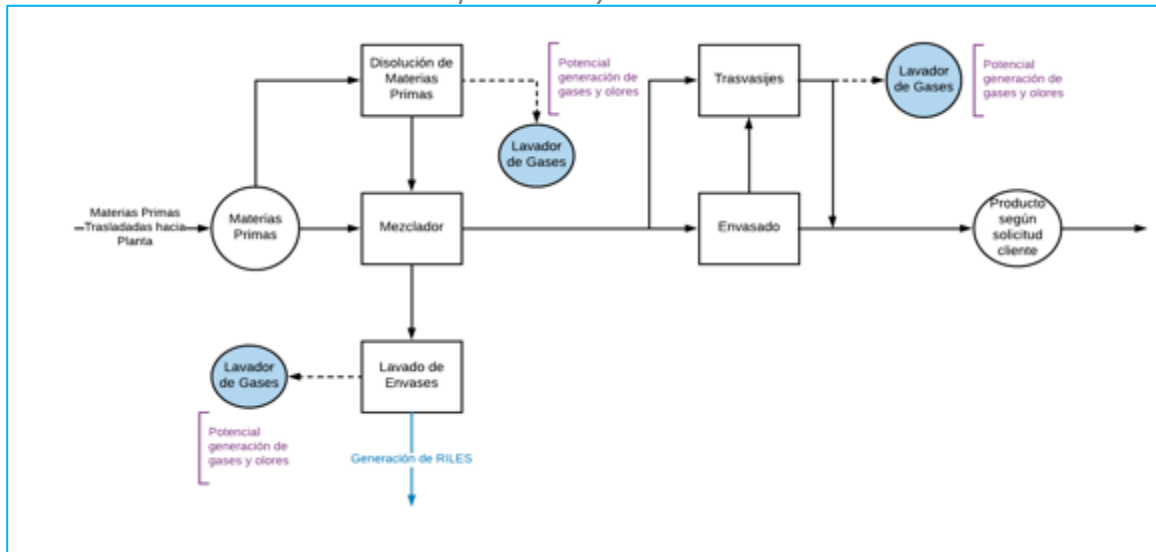 Disolución de
Materias
Primas
Potencial
generación de
gases y olores
Lavador
de Gases
Trasvasijes
Lavador
de Gases
Potencial
generación de
gases y olores
Materias Primas
Trasladadas hacia
Planta
Materias
Primas
Mezclador
Envasado
Producto
según
solicitud
cliente
Lavador
de Gases
Lavado de
Envases
Potencial
generación de
gases y olores
Generación de RILES